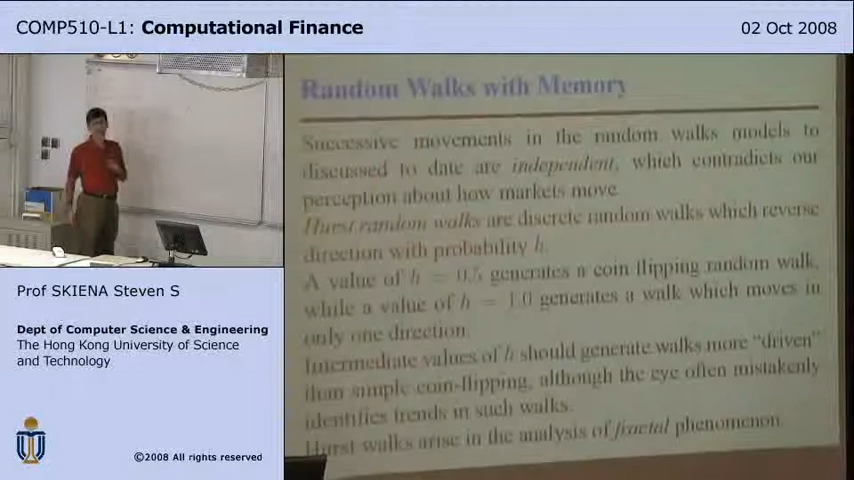 COMP510-L1: Computational Finance
02 Oct 2008
Random Walks with Memory
Successive movements in the random walks models to
discussed to date are independent, which contradicts our
perception about how markets move.
Hurst random walks are discrete random walks which reverse
direction with probability h.
A value of h = 0.5 generates a coin flipping random walk,
while a value of h = 1.0 generates a walk which moves in
only one direction.
Intermediate values of h should generate walks more “driven”
than simple coin-flipping, although the eye often mistakenly
identifies trends in such walks.
Hurst walks arise in the analysis of fractal phenomenon.
Prof SKIENA Steven S
Dept of Computer Science & Engineering
The Hong Kong University of Science
and Technology
©2008 All rights reserved